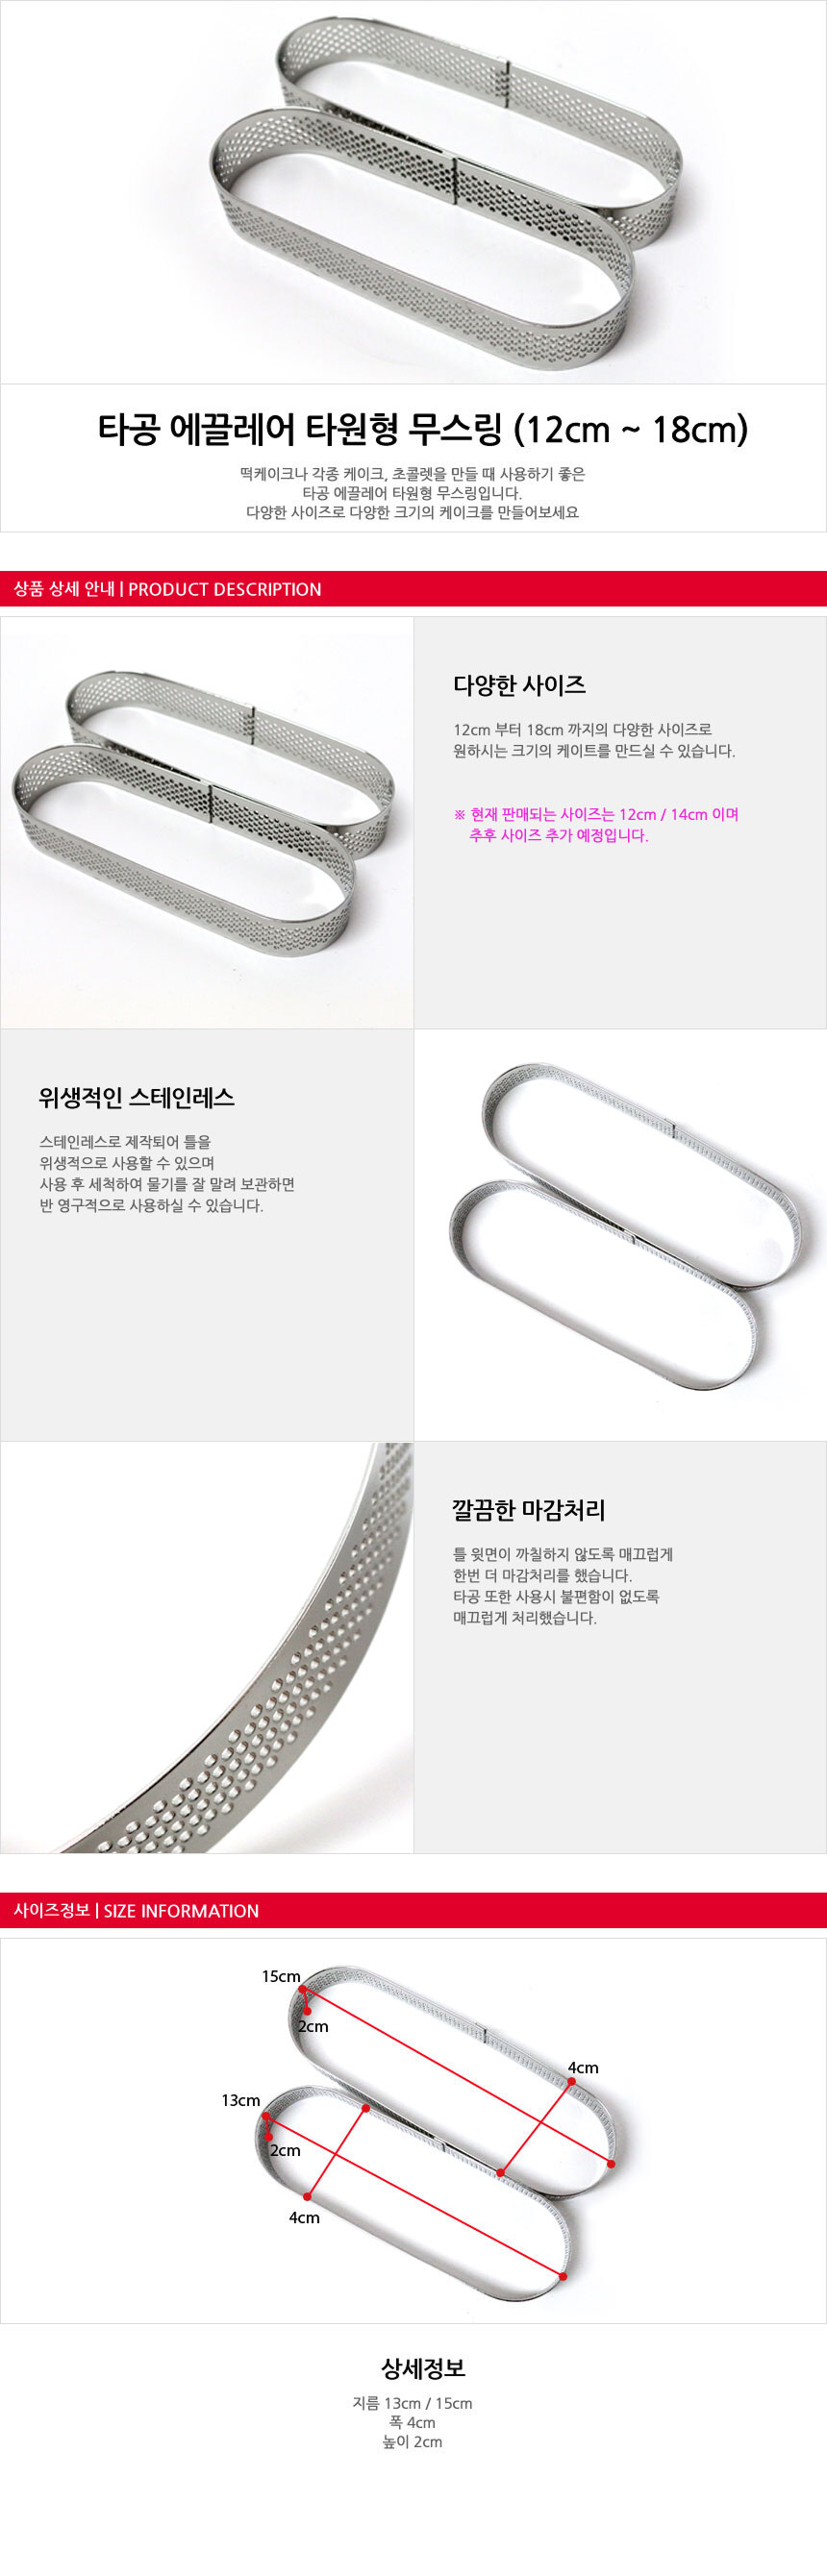 타공 에끌레어 타원형 무스링 (12cm ~ 18cm)
떡케이크나 각종 케이크, 초콜렛을 만들 때 사용하기 좋은
타공 에끌레어 타원형 무스링입니다.
다양한 사이즈로 다양한 크기의 케이크를 만들어보세요
상품 상세 안내 | PRODUCT DESCRIPTION
다양한 사이즈
12cm 부터 18cm 까지의 다양한 사이즈로
원하시는 크기의 케이트를 만드실 수 있습니다.
※ 현재 판매되는 사이즈는 12cm / 14cm 이며
추후 사이즈 추가 예정입니다.
위생적인 스테인레스
스테인레스로 제작되어 틀을
위생적으로 사용할 수 있으며
사용 후 세척하여 물기를 잘 말려 보관하면
반 영구적으로 사용하실 수 있습니다.
깔끔한 마감처리
틀 윗면이 까칠하지 않도록 매끄럽게
한번 더 마감처리를 했습니다.
타공 또한 사용시 불편함이 없도록
매끄럽게 처리했습니다.
사이즈정보 | SIZE INFORMATION
15cm
2cm
4cm
13cm
2cm
4cm
상세정보
지름 13cm / 15cm
폭 4cm
높이 2cm